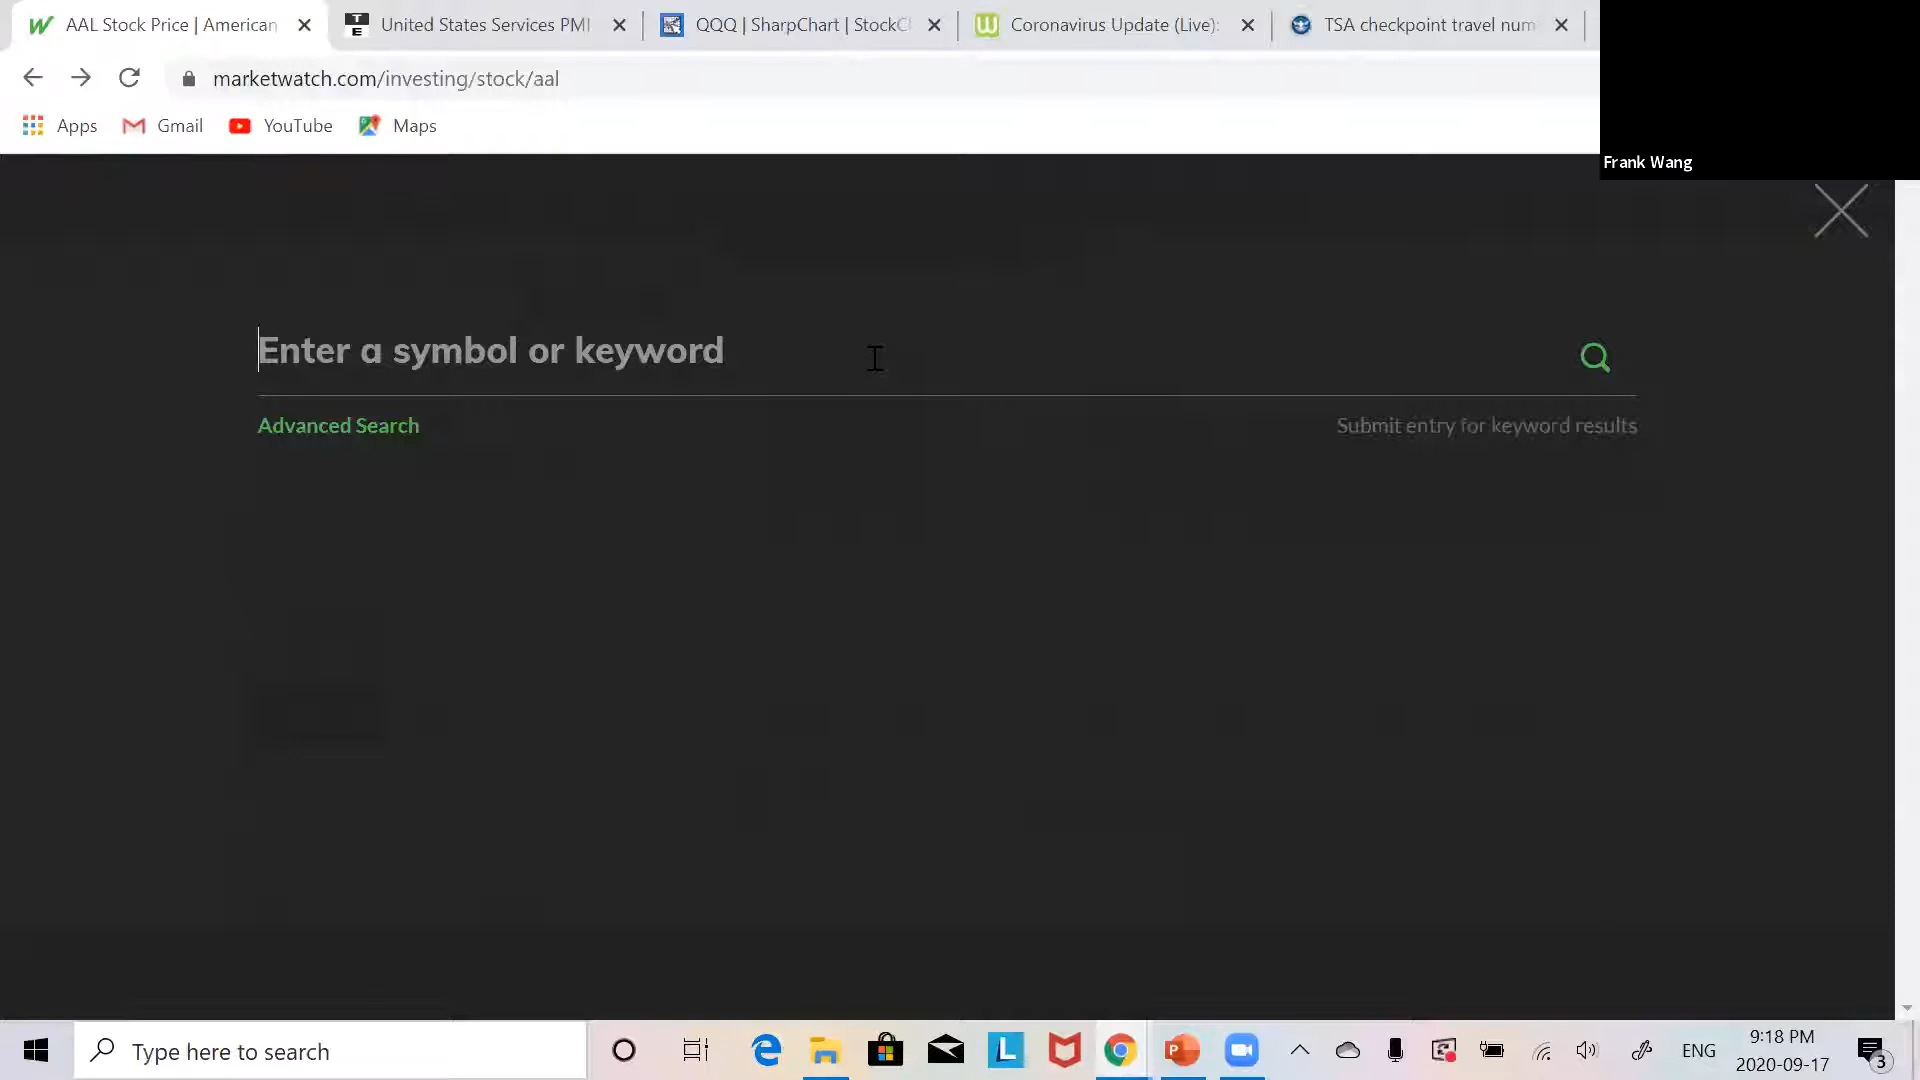 AAL Stock Price | American
United States Services PMI
QQQ | SharpChart | StockC
Coronavirus Update (Live):
TSA checkpoint travel num
marketwatch.com/investing/stock/aal
Apps
Gmail
YouTube
Maps
Frank Wang
Enter a symbol or keyword
Advanced Search
Submit entry for keyword results
Type here to search
ENG
9:18 PM
2020-09-17
3